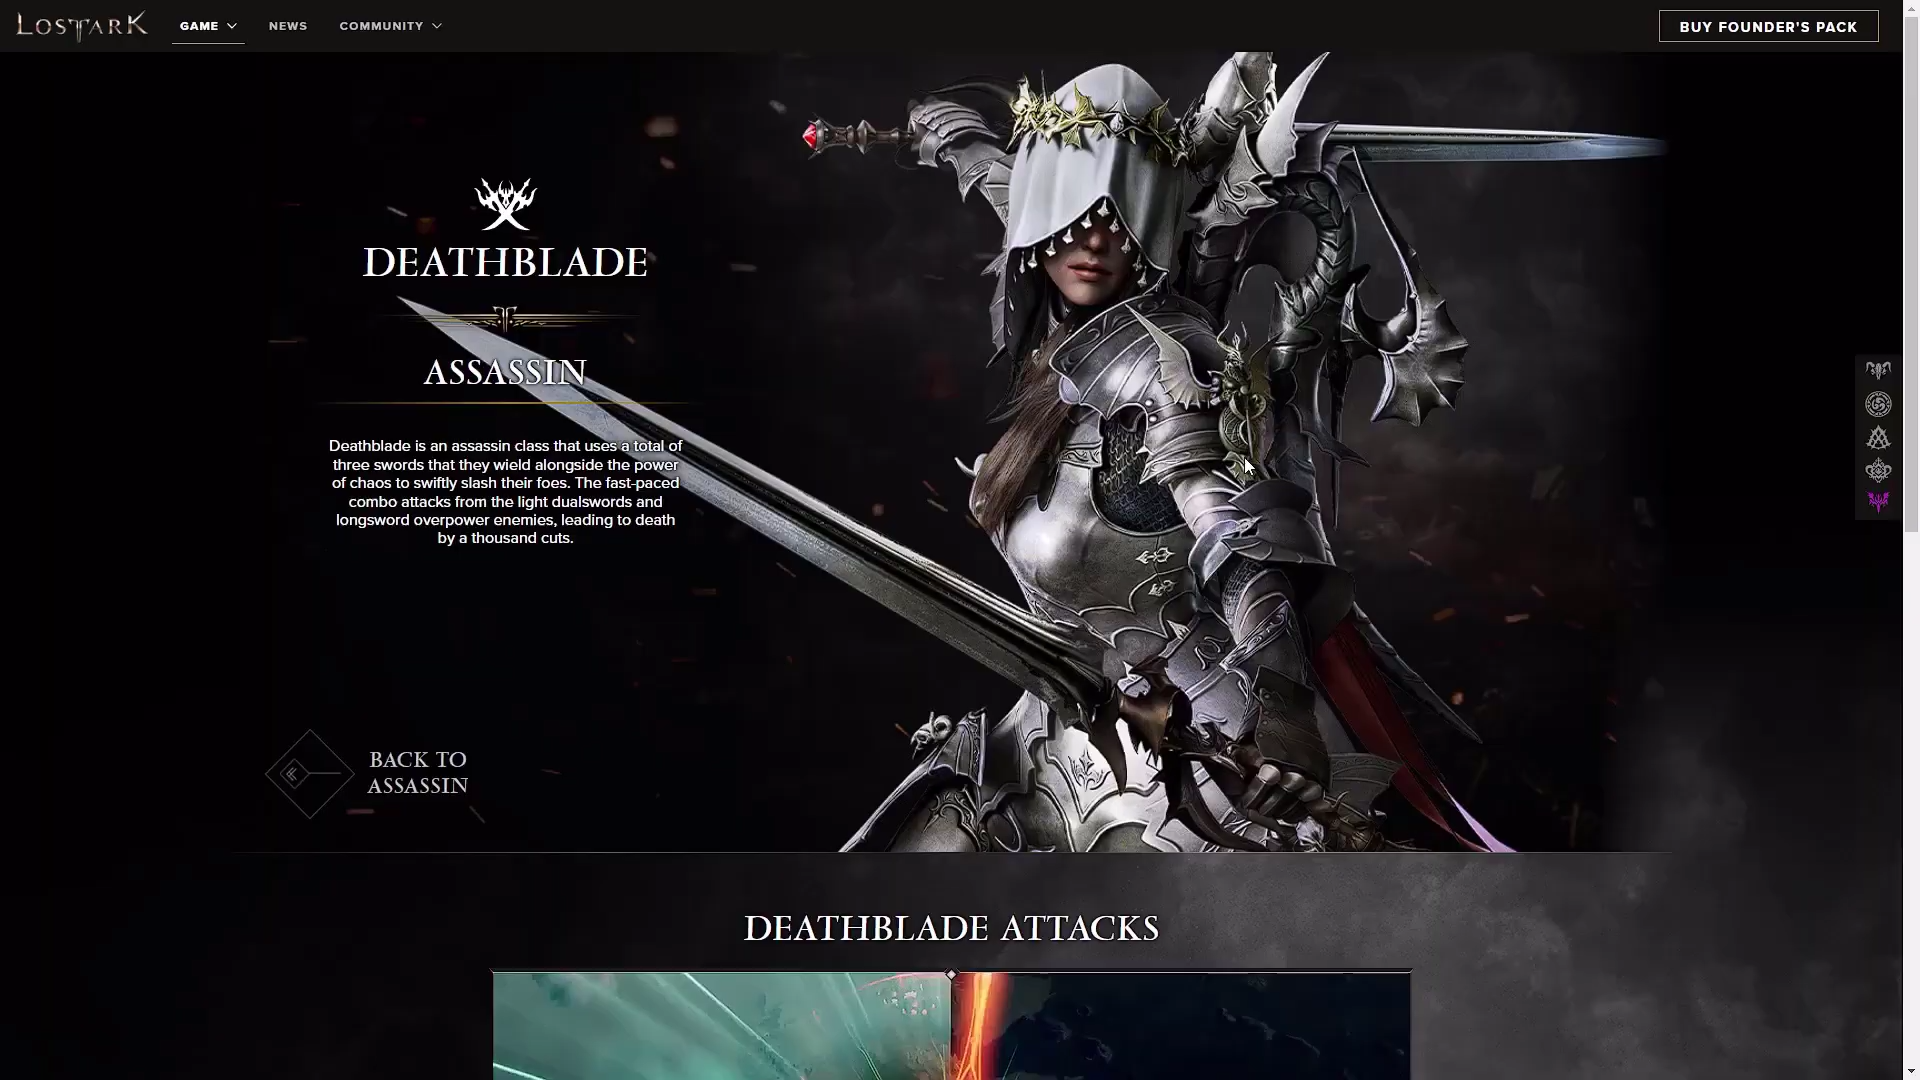 LOSTARK
GAME
NEWS
COMMUNITY
BUY FOUNDER'S PACK
DEATHBLADE
ASSASSIN
Deathblade is an assassin class that uses a total of
three swords that they wield alongside the power
of chaos to swiftly slash their foes. The fast-paced
combo attacks from the light dualswords and
longsword overpower enemies, leading to death
by a thousand cuts.
BACK TO
ASSASSIN
DEATHBLADE ATTACKS